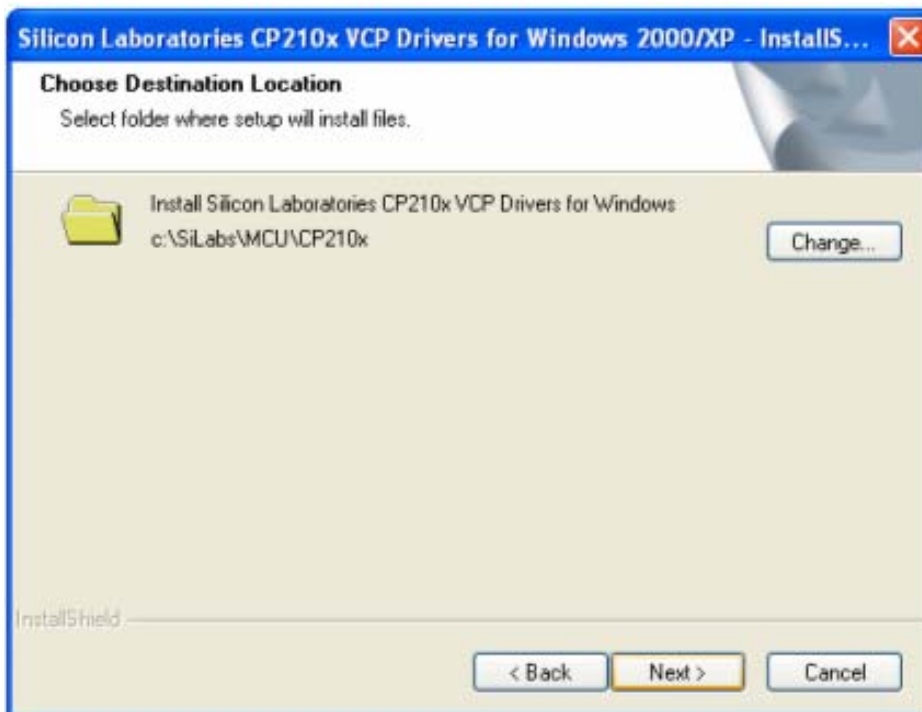 Silicon Laboratories CP210x VCP Drivers for Windows 2000/XP - InstallS...
Choose Destination Location
Select folder where setup will install files.
Install Silicon Laboratories CP210x VCP Drivers for Windows
c:\SiLabs\MCU\CP210x
Change...
InstallShield
< Back
Next >
Cancel